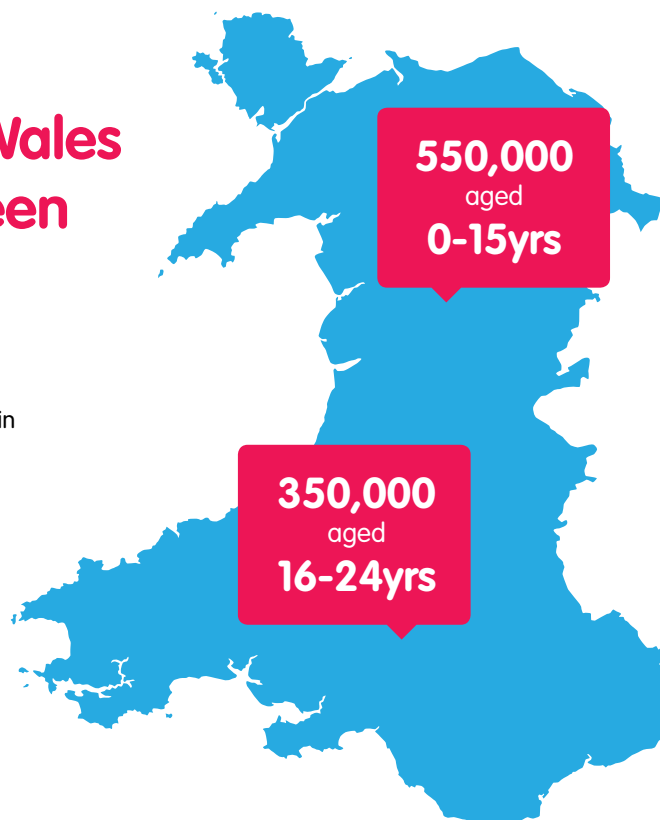 Wales
een
in
550,000
aged
0-15yrs
350,000
aged
16-24yrs